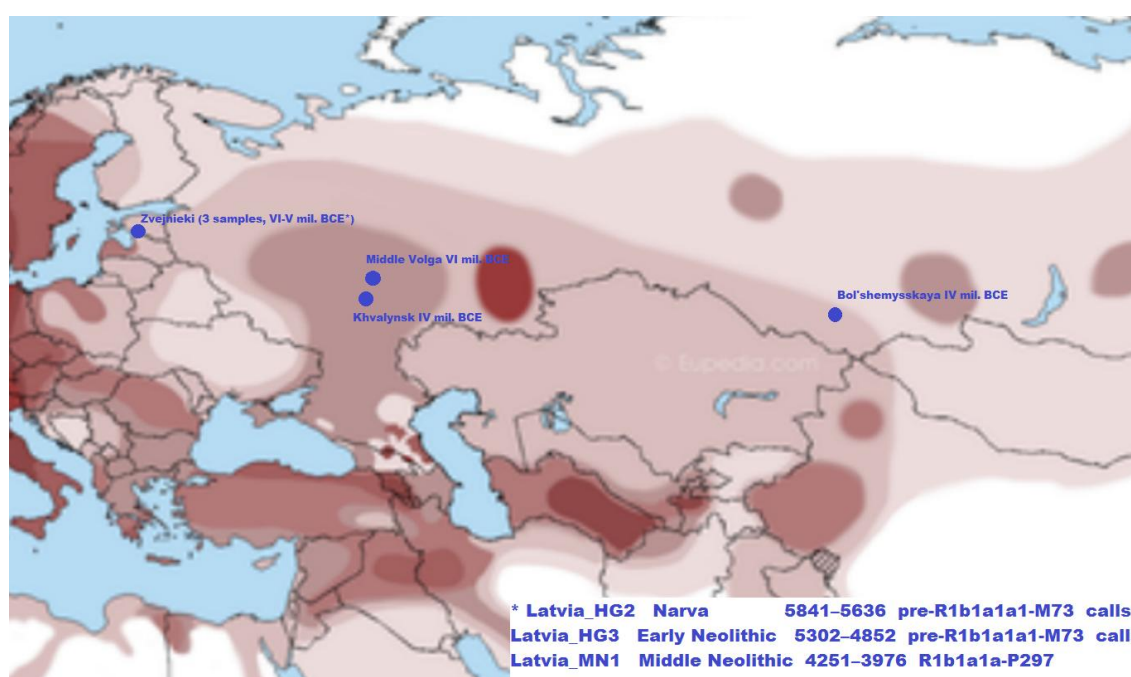 Zvejnieki (3 samples, VI-V mil. BCE*)
Middle Volga VI mil. BCE
Khvalynsk IV mil. BCE
Bol'shemysskaya IV mil. BCE
© Eupedia.com
* Latvia_HG2 Narva 5841–5636 pre-R1b1a1a1-M73 calls
Latvia_HG3 Early Neolithic 5302–4852 pre-R1b1a1a1-M73 call
Latvia_MN1 Middle Neolithic 4251–3976 R1b1a1a-P297